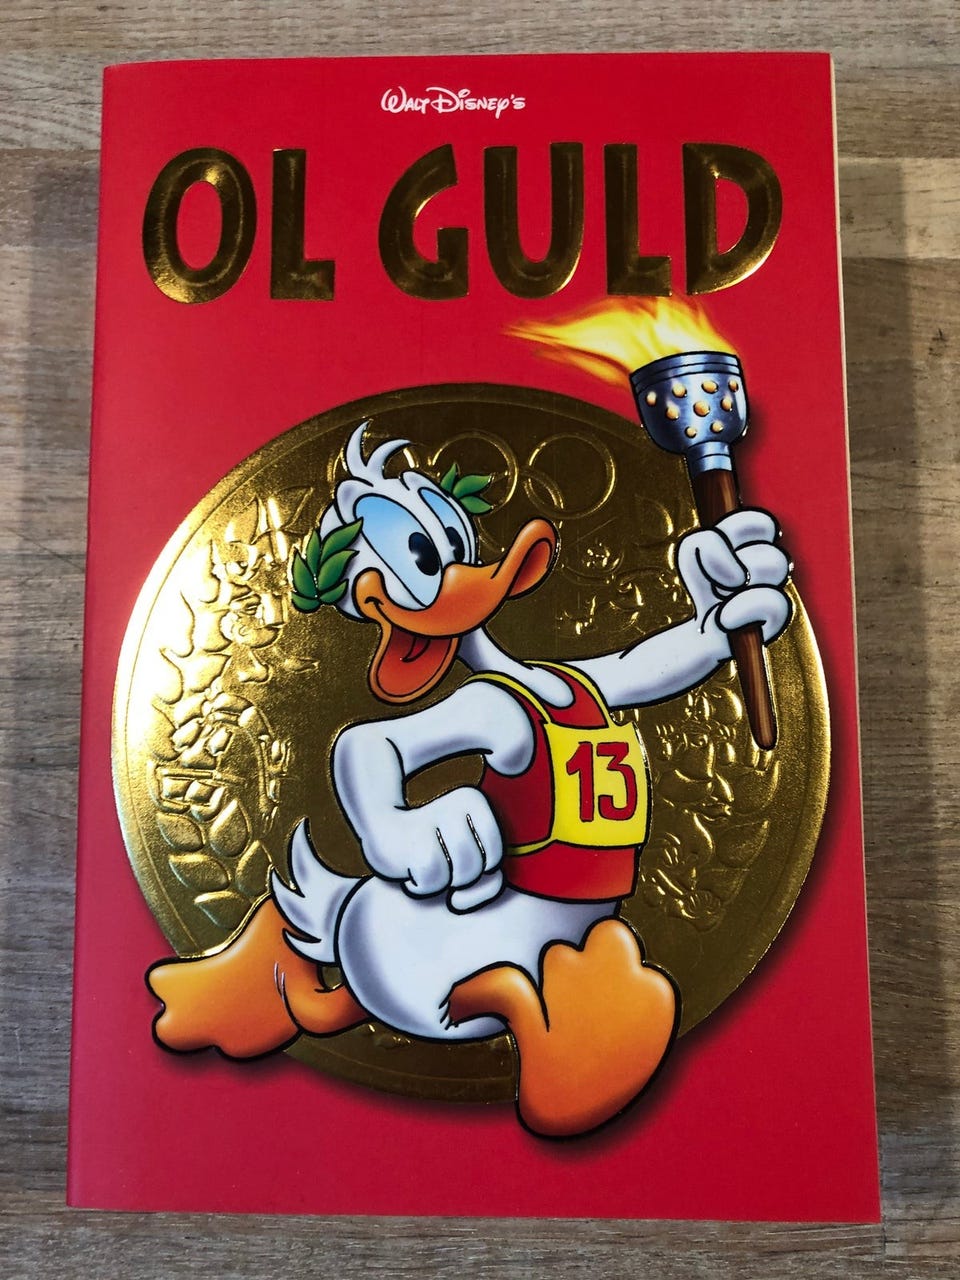 Walt Disney's
OL GULD
13